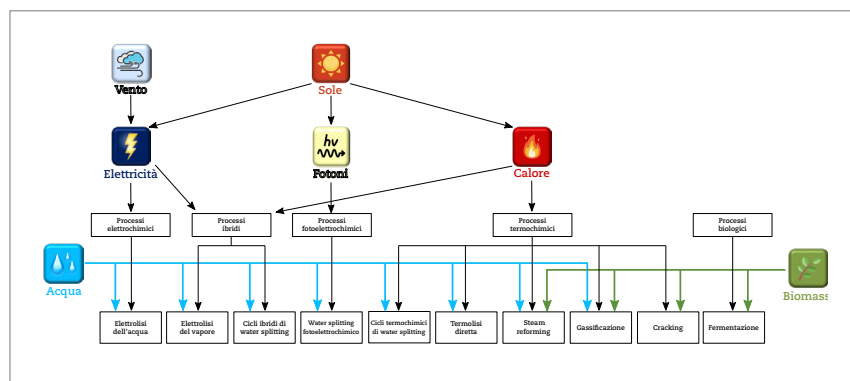 Vento
Sole
hν
Elettricità
Fotoni
Calore
Processi
elettrochimici
Processi
ibridi
Processi
fotoelettrochimici
Processi
termochimici
Processi
biologici
Acqua
Biomass
Elettrolisi
dell'acqua
Elettrolisi
del vapore
Cicli ibridi di
water splitting
Water splitting
fotoelettrochimico
Cicli termochimici
di water splitting
Termolisi
diretta
Steam
reforming
Gassificazione
Cracking
Fermentazione